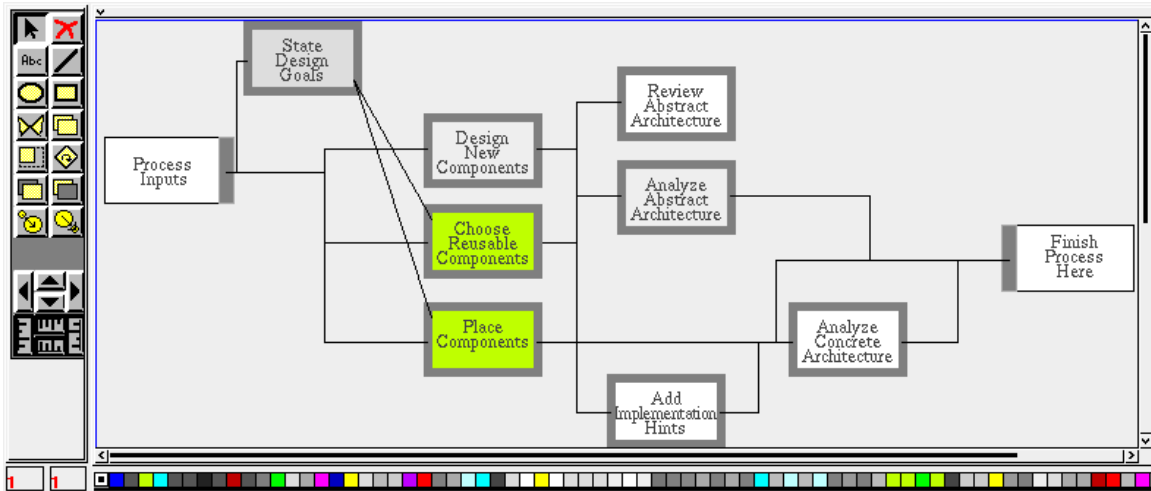 Abc
State
Design
Goals
Process
Inputs
Design
New
Components
Choose
Reusable
Components
Place
Components
Review
Abstract
Architecture
Analyze
Abstract
Architecture
Add
Implementation
Hints
Analyze
Concrete
Architecture
Finish
Process
Here
1
1